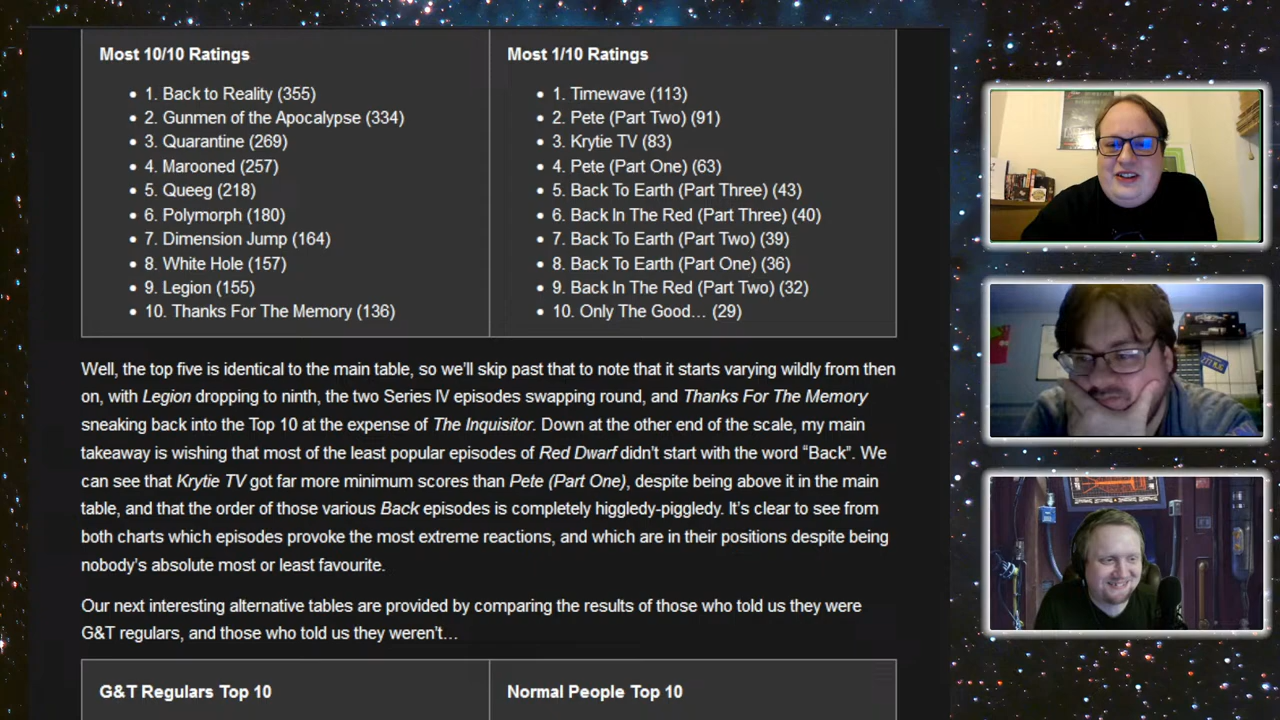 Most 10/10 Ratings
1. Back to Reality (355)
2. Gunmen of the Apocalypse (334)
3. Quarantine (269)
4. Marooned (257)
5. Queeg (218)
6. Polymorph (180)
7. Dimension Jump (164)
8. White Hole (157)
9. Legion (155)
10. Thanks For The Memory (136)
Most 1/10 Ratings
1. Timewave (113)
2. Pete (Part Two) (91)
3. Krytie TV (83)
4. Pete (Part One) (63)
5. Back To Earth (Part Three) (43)
6. Back In The Red (Part Three) (40)
7. Back To Earth (Part Two) (39)
8. Back To Earth (Part One) (36)
9. Back In The Red (Part Two) (32)
10. Only The Good… (29)
Well, the top five is identical to the main table, so we'll skip past that to note that it starts varying wildly from then
on, with Legion dropping to ninth, the two Series IV episodes swapping round, and Thanks For The Memory
sneaking back into the Top 10 at the expense of The Inquisitor. Down at the other end of the scale, my main
takeaway is wishing that most of the least popular episodes of Red Dwarf didn't start with the word “Back”. We
can see that Krytie TV got far more minimum scores than Pete (Part One), despite being above it in the main
table, and that the order of those various Back episodes is completely higgledy-piggledy. It's clear to see from
both charts which episodes provoke the most extreme reactions, and which are in their positions despite being
nobody's absolute most or least favourite.
Our next interesting alternative tables are provided by comparing the results of those who told us they were
G&T regulars, and those who told us they weren't…
G&T Regulars Top 10
Normal People Top 10